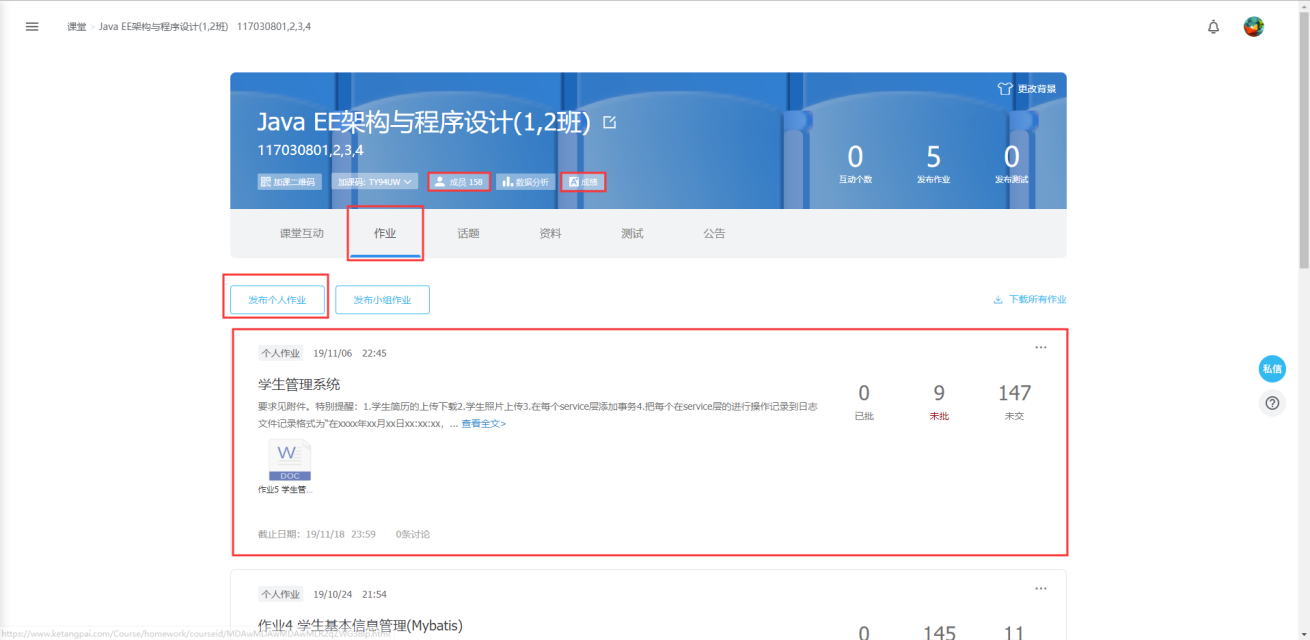 课堂 > Java EE架构与程序设计(1,2班) 117030801,2,3,4
更改背景
Java EE架构与程序设计(1,2班)
117030801,2,3,4
加课二维码 加课码: TY94UW 成员 158 数据分析 成绩
0 5 0
互动个数 发布作业 发布测试
课堂互动 作业 话题 资料 测试 公告
发布个人作业 发布小组作业 下载所有作业
个人作业 19/11/06 22:45
学生管理系统
要求见附件。特别提醒：1.学生简历的上传下载2.学生照片上传3.在每个service层添加事务4.把每个在service层的进行操作记录到日志
文件记录格式为“在xxxx年xx月xx日xx:xx:xx，... 查看全文>
0 9 147
已批 未批 未交
W
DOC
作业5 学生管...
截止日期：19/11/18 23:59 0条讨论
私信
个人作业 19/10/24 21:54
作业4 学生基本信息管理(Mybatis)
0 145 11